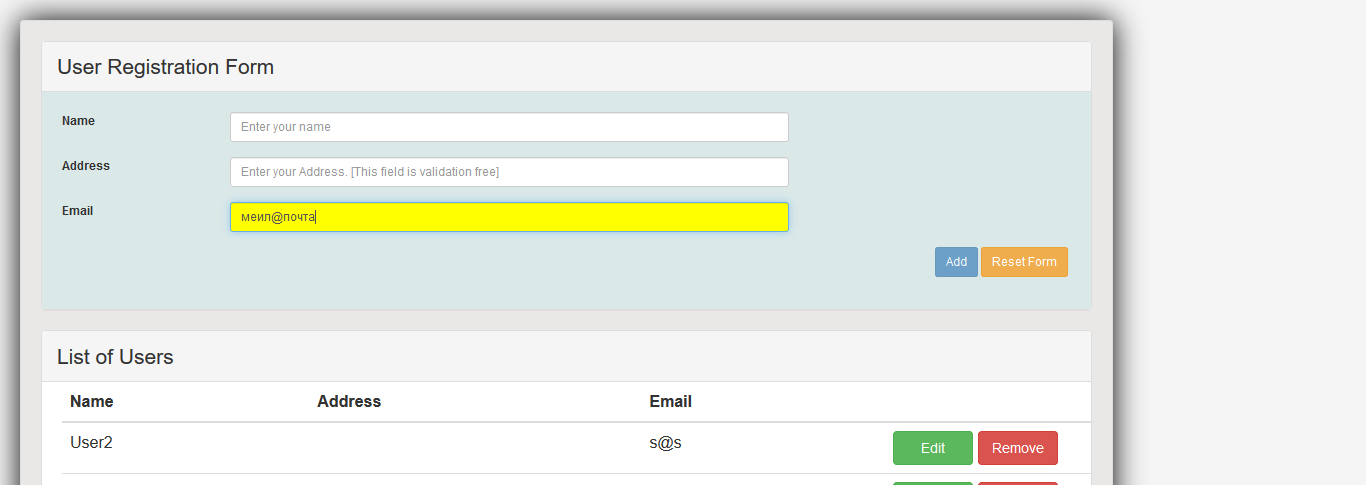 User Registration Form
Name
Enter your name
Address
Enter your Address. [This field is validation free]
Email
меил@почта
Add Reset Form
List of Users
Name Address Email
User2 s@s Edit Remove